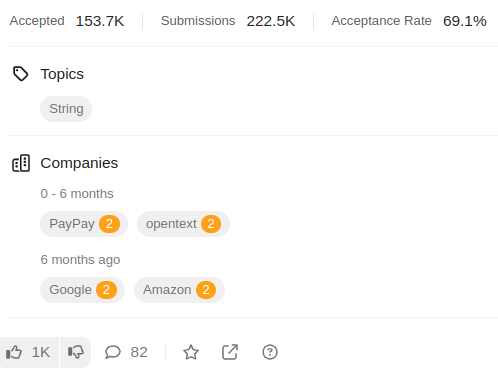 Accepted 153.7K Submissions 222.5K Acceptance Rate 69.1%
Topics
String
Companies
0 - 6 months
PayPay 2 opentext 2
6 months ago
Google 2 Amazon 2
1K 82